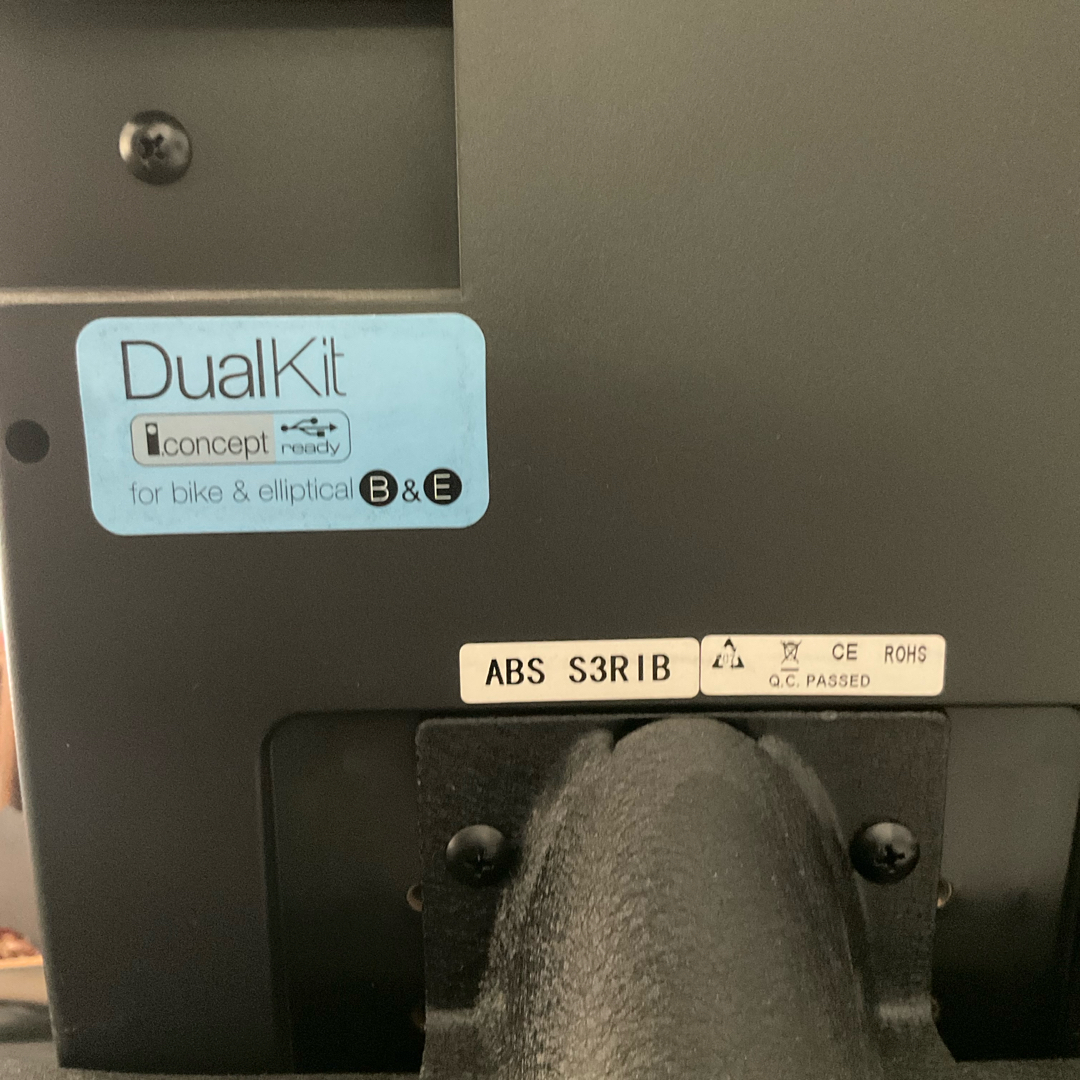 DualKit
i.concept ready
for bike & elliptical B & E
ABS S3RIB
CE ROHS
Q.C. PASSED